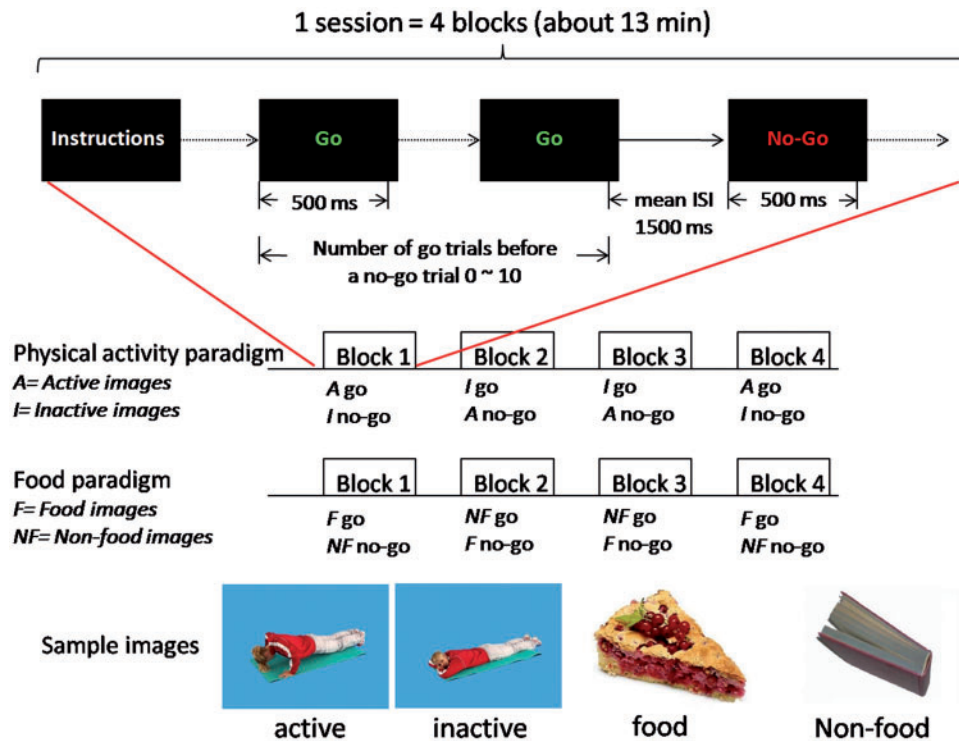 1 session = 4 blocks (about 13 min)
Instructions
Go
Go
No-Go
500 ms
mean ISI
1500 ms
500 ms
Number of go trials before
a no-go trial 0 ~ 10
Physical activity paradigm
A= Active images
I= Inactive images
Block 1
Block 2
Block 3
Block 4
A go
I go
I go
A go
I no-go
A no-go
A no-go
I no-go
Food paradigm
F= Food images
NF= Non-food images
Block 1
Block 2
Block 3
Block 4
F go
NF go
NF go
F go
NF no-go
F no-go
F no-go
NF no-go
Sample images
active
inactive
food
Non-food